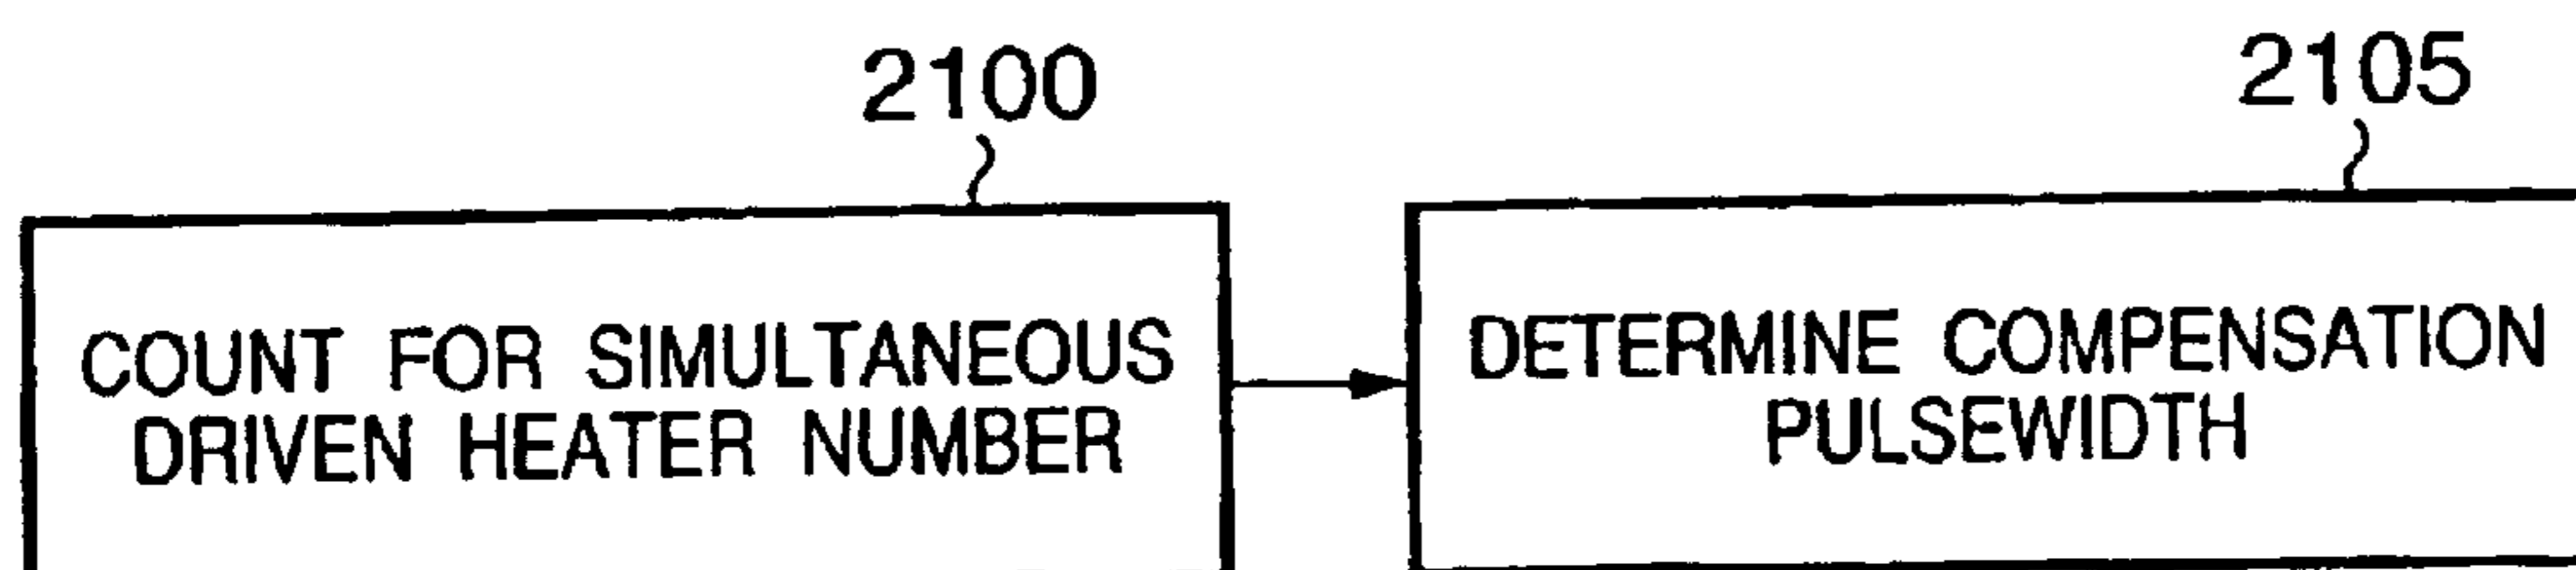 2100
2105
COUNT FOR SIMULTANEOUS
DRIVEN HEATER NUMBER
DETERMINE COMPENSATION
PULSEWIDTH